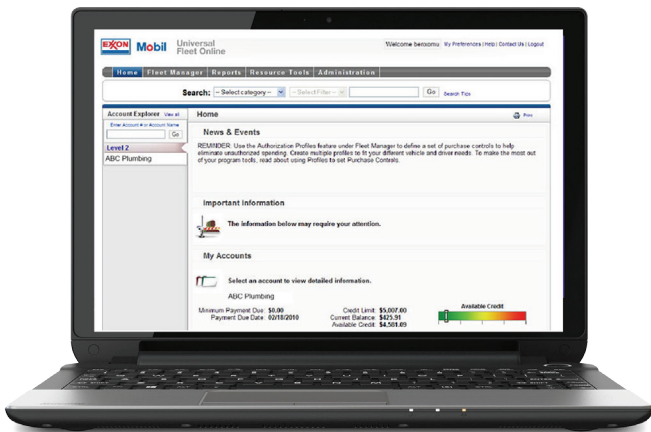 EXXON Mobil Universal
Fleet Online
Welcome benxomu My Preferences | Help | Contact Us | Logout
Home Fleet Manager Reports Resource Tools Administration
Search: -- Select category -- -- Select Filter -- Go Search Tips
Account Explorer View all
Enter Account # or Account Name
Go
Level 2
ABC Plumbing
Home Print
News & Events
REMINDER: Use the Authorization Profiles feature under Fleet Manager to define a set of purchase controls to help
eliminate unauthorized spending. Create multiple profiles to fit your different vehicle and driver needs. To make the most out
of your program tools, read about using Profiles to set Purchase Controls.
Important Information
The information below may require your attention.
My Accounts
Select an account to view detailed information.
ABC Plumbing
Minimum Payment Due: $0.00
Payment Due Date: 02/18/2010
Credit Limit: $5,007.00
Current Balance: $425.91
Available Credit: $4,581.09
Available Credit